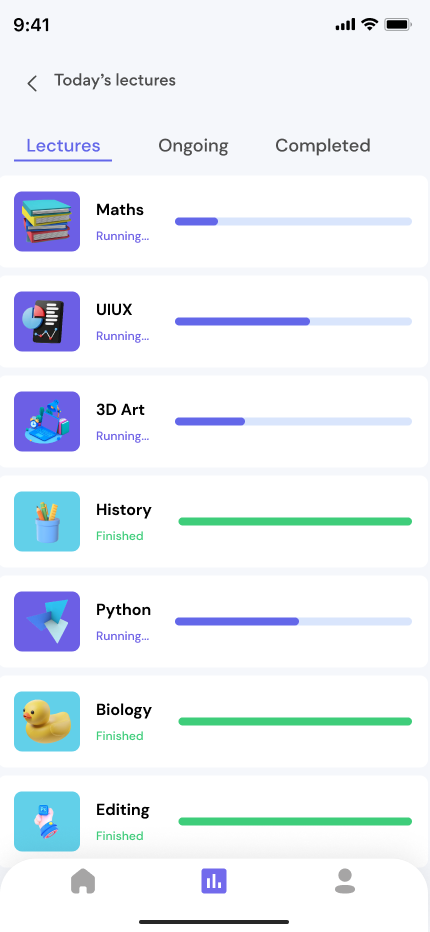 9:41
Today's lectures
Lectures Ongoing Completed
Maths
Running...
UIUX
Running...
3D Art
Running...
History
Finished
Python
Running...
Biology
Finished
Editing
Finished